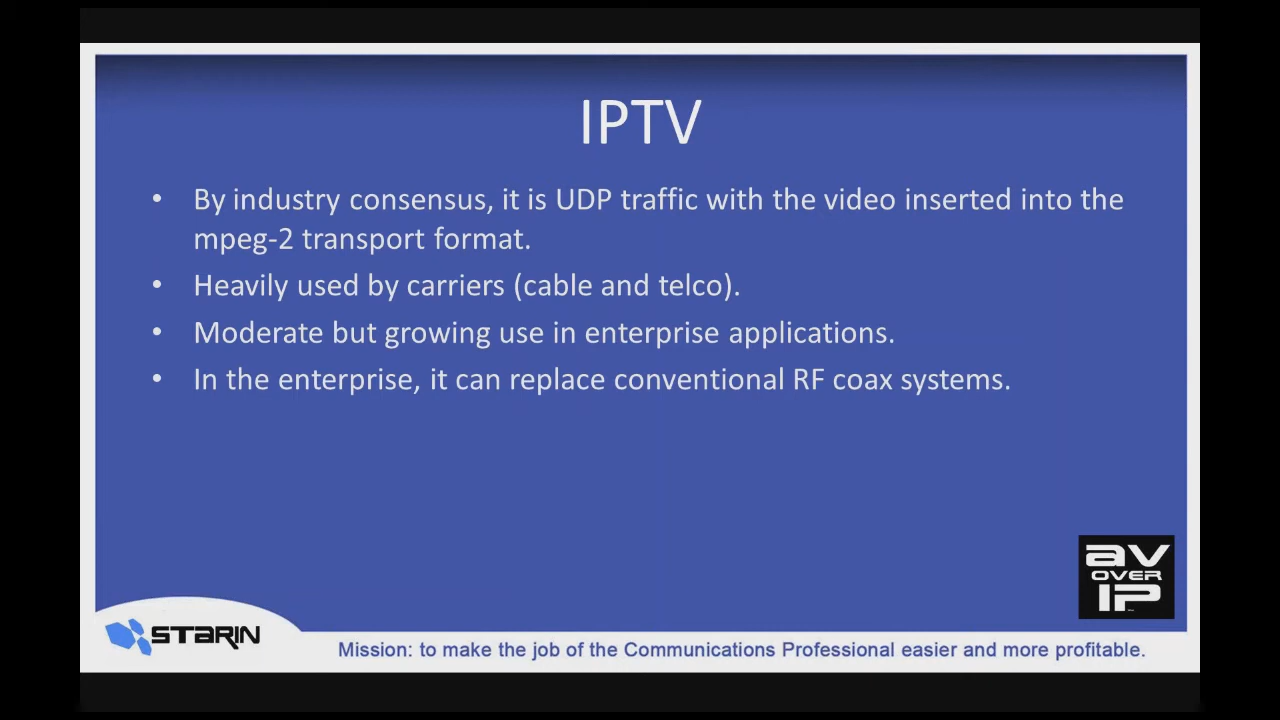 IPTV
• By industry consensus, it is UDP traffic with the video inserted into the
mpeg-2 transport format.
• Heavily used by carriers (cable and telco).
• Moderate but growing use in enterprise applications.
• In the enterprise, it can replace conventional RF coax systems.
av
OVER
IP
STARIN
Mission: to make the job of the Communications Professional easier and more profitable.